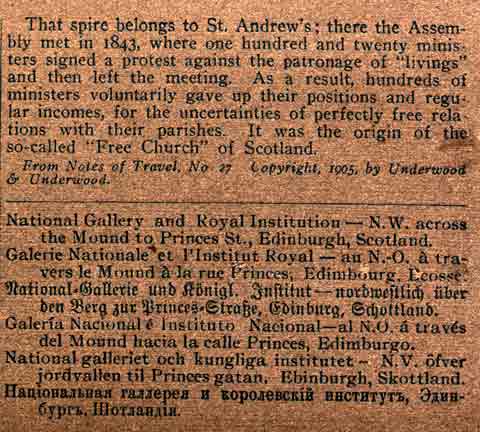 That spire belongs to St. Andrew's; there the Assem-
bly met in 1843, where one hundred and twenty minis-
ters signed a protest against the patronage of "livings"
and then left the meeting. As a result, hundreds of
ministers voluntarily gave up their positions and regu-
lar incomes, for the uncertainties of perfectly free rela
tions with their parishes. It was the origin of the
so-called "Free Church" of Scotland.
From Notes of Travel, No 27 Copyright, 1905, by Underwood
& Underwood.
National Gallery and Royal Institution — N.W. across
the Mound to Princes St., Edinburgh, Scotland.
Galerie Nationale et l'Institut Royal — au N.-O. à tra-
vers le Mound à la rue Princes, Edimbourg, Ecosse.
National-Gallerie und Königl. Institut — nordwestlich über
den Berg zur Princes-Straße, Edinburg, Schottland.
Galería Nacional é Instituto Nacional—al N.O. á través
del Mound hacia la calle Princes, Edimburgo.
National galleriet och kungliga institutet — N.V. öfver
jordvallen til Princes gatan, Ebinburgh, Skottland.
Національная галлерея и королевскій институтъ, Эдин-
бургъ, Шотландія.